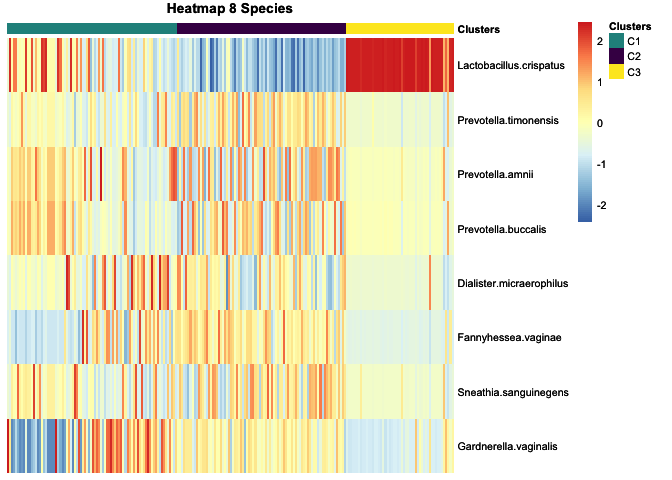 Heatmap 8 Species
Clusters
Lactobacillus.crispatus
Prevotella.timonensis
Prevotella.amnii
Prevotella.buccalis
Dialister.micraerophilus
Fannyhessea.vaginae
Sneathia.sanguinegens
Gardnerella.vaginalis
2
1
0
-1
-2
Clusters
C1
C2
C3